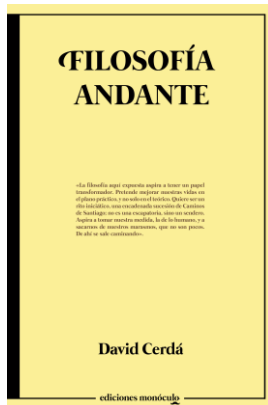 FILOSOFÍA
ANDANTE
«La filosofía aquí expuesta aspira a tener un papel
transformador. Pretende mejorar nuestras vidas en
el plano práctico, y no solo en el teórico. Quiere ser un
rito iniciático, una encadenada sucesión de Caminos
de Santiago; no es una escapatoria, sino un sendero.
Aspira a tomar nuestra medida, la de lo humano, y a
sacarnos de nuestros marasmos, que no son pocos.
De ahí se sale caminando».
David Cerdá
ediciones monóculo